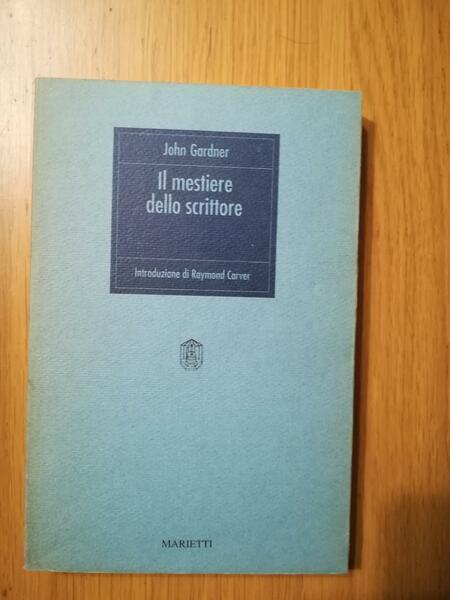 John Gardner
Il mestiere
dello scrittore
Introduzione di Raymond Carver
MARIETTI